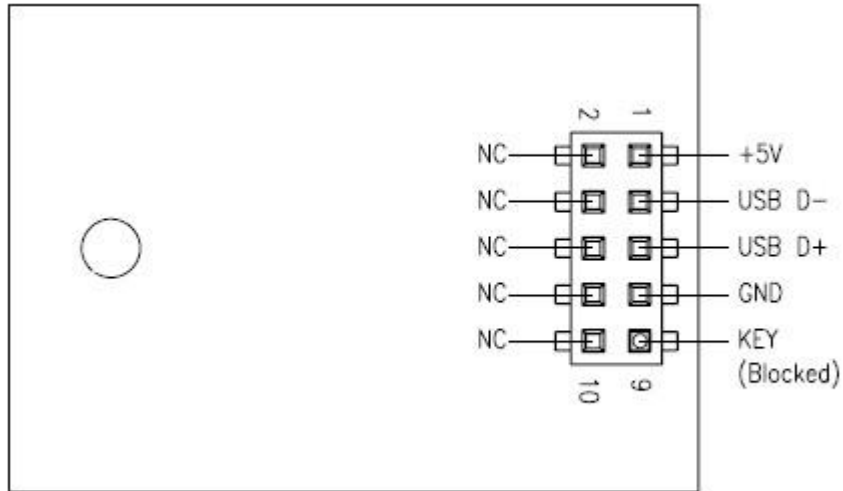 2 1
NC +5V
NC USB D-
NC USB D+
NC GND
NC KEY
(Blocked)
10 9